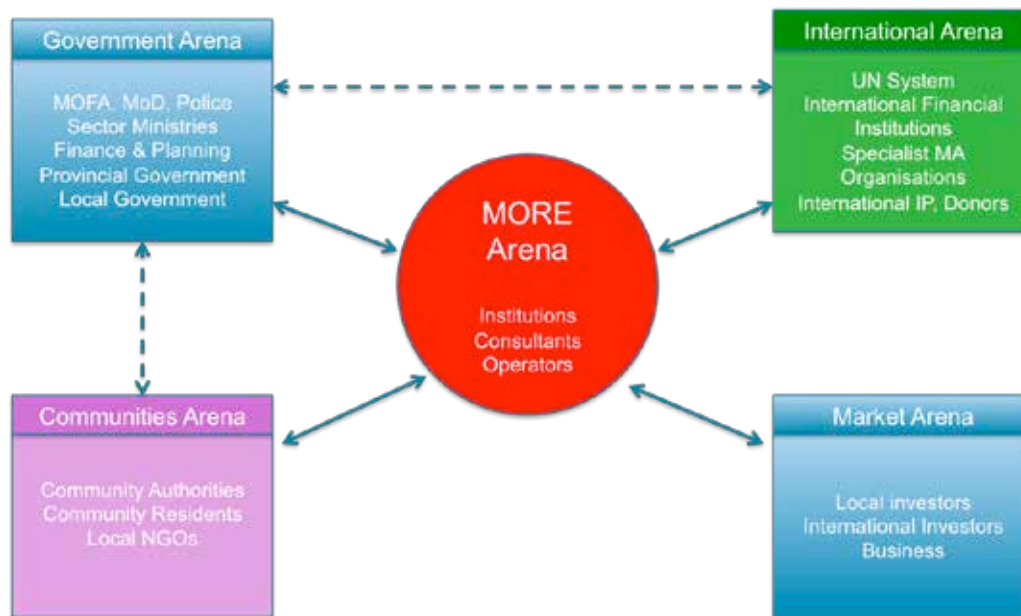 Government Arena
MOFA, MoD, Police
Sector Ministries
Finance & Planning
Provincial Government
Local Government
International Arena
UN System
International Financial
Institutions
Specialist MA
Organisations
International IP, Donors
MORE
Arena
Institutions
Consultants
Operators
Communities Arena
Community Authorities
Community Residents
Local NGOs
Market Arena
Local investors
International Investors
Business